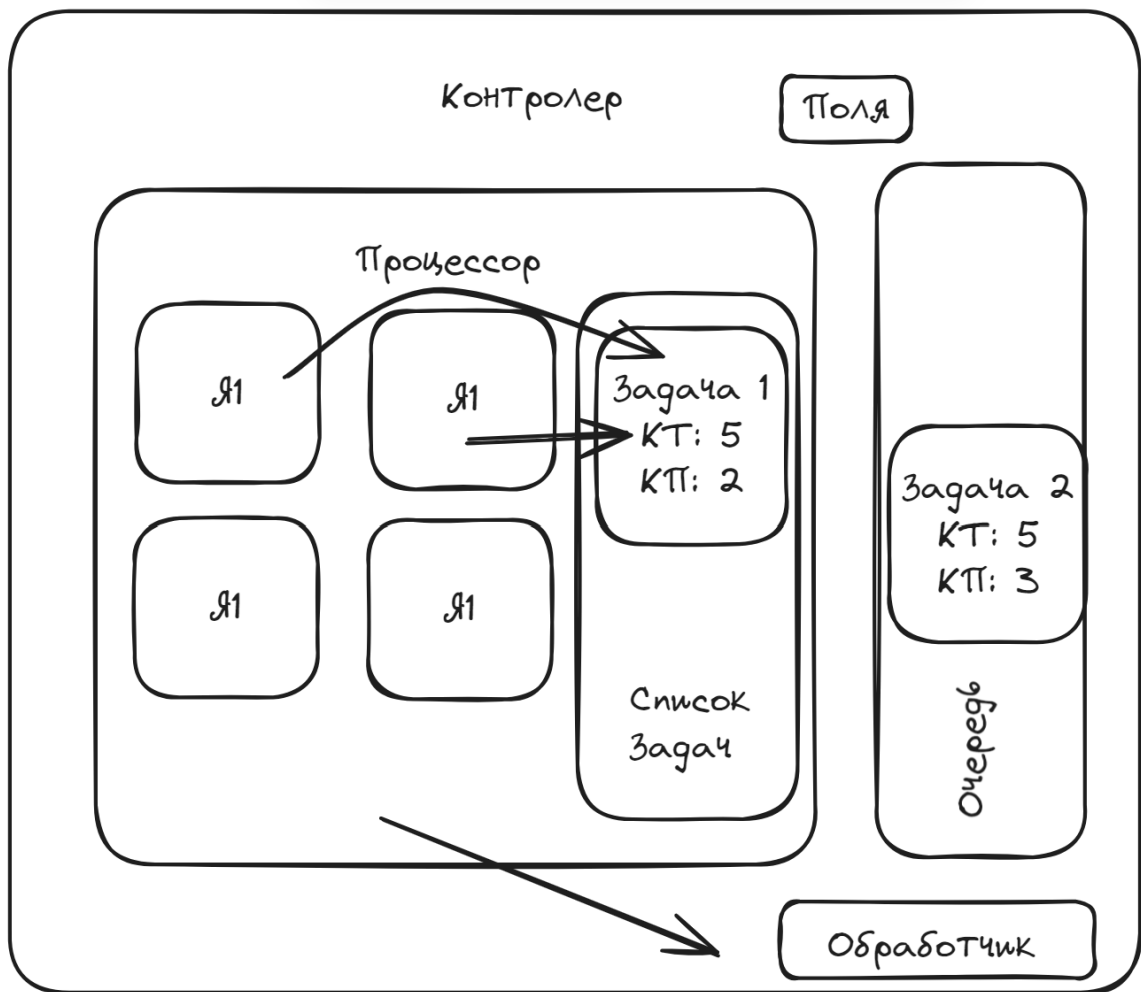 Контролер
Поля
Процессор
Я1
Я1
Задача 1
КТ: 5
КП: 2
Я1
Я1
Список
Задач
Задача 2
КТ: 5
КП: 3
Очередь
Обработчик